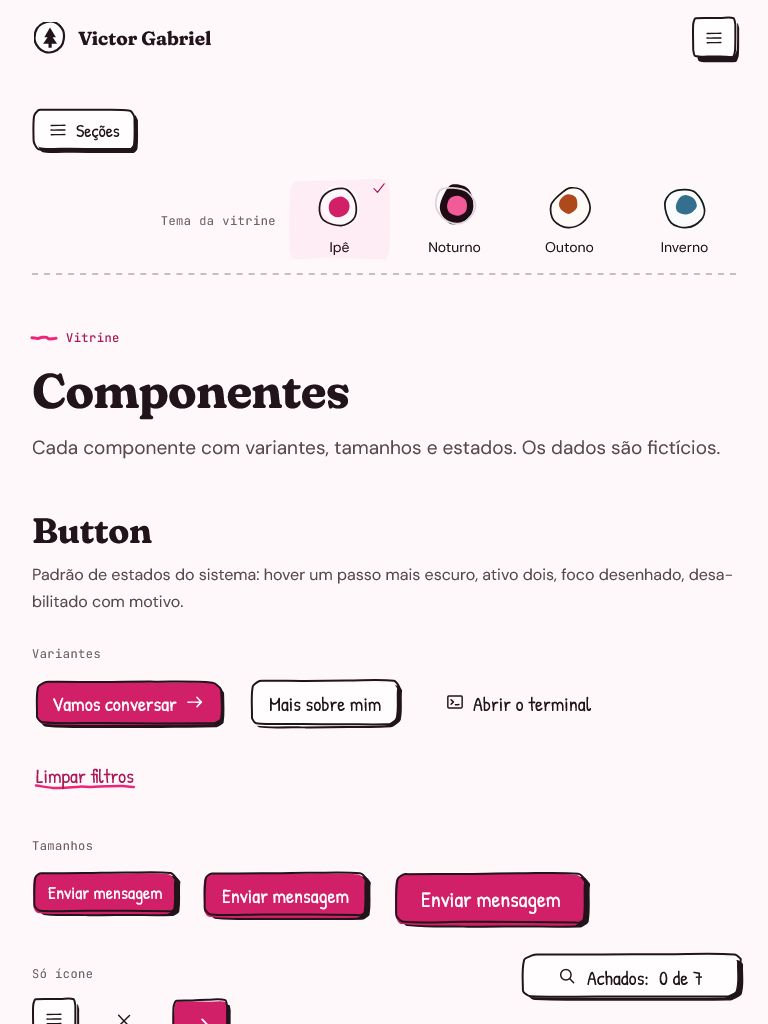 Victor Gabriel
Seções
Tema da vitrine
Ipê
Noturno
Outono
Inverno
Vitrine
Componentes
Cada componente com variantes, tamanhos e estados. Os dados são fictícios.
Button
Padrão de estados do sistema: hover um passo mais escuro, ativo dois, foco desenhado, desa-
bilitado com motivo.
Variantes
Vamos conversar
Mais sobre mim
Abrir o terminal
Limpar filtros
Tamanhos
Enviar mensagem
Enviar mensagem
Enviar mensagem
Só ícone
Achados: 0 de 7